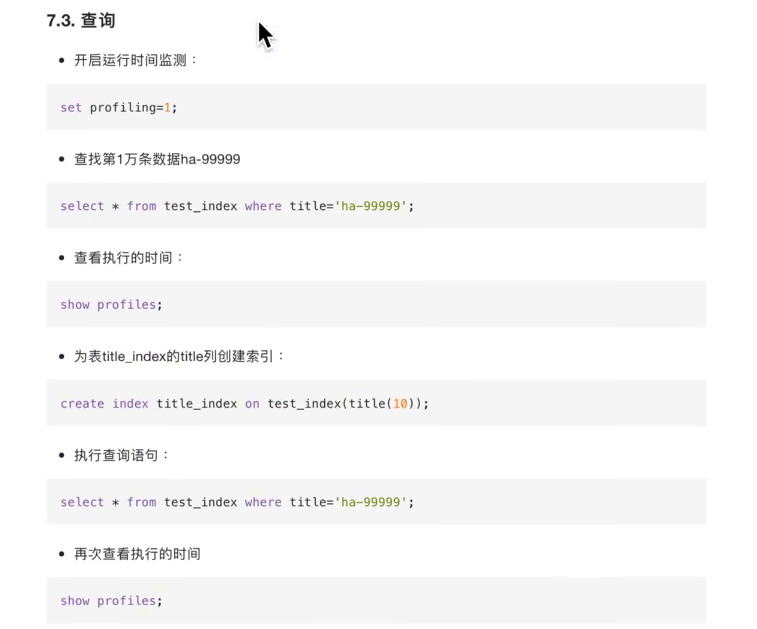 7.3. 查询
开启运行时间监测：
set profiling=1;
查找第1万条数据ha-99999
select * from test_index where title='ha-99999';
查看执行的时间：
show profiles;
为表title_index的title列创建索引：
create index title_index on test_index(title(10));
执行查询语句：
select * from test_index where title='ha-99999';
再次查看执行的时间
show profiles;